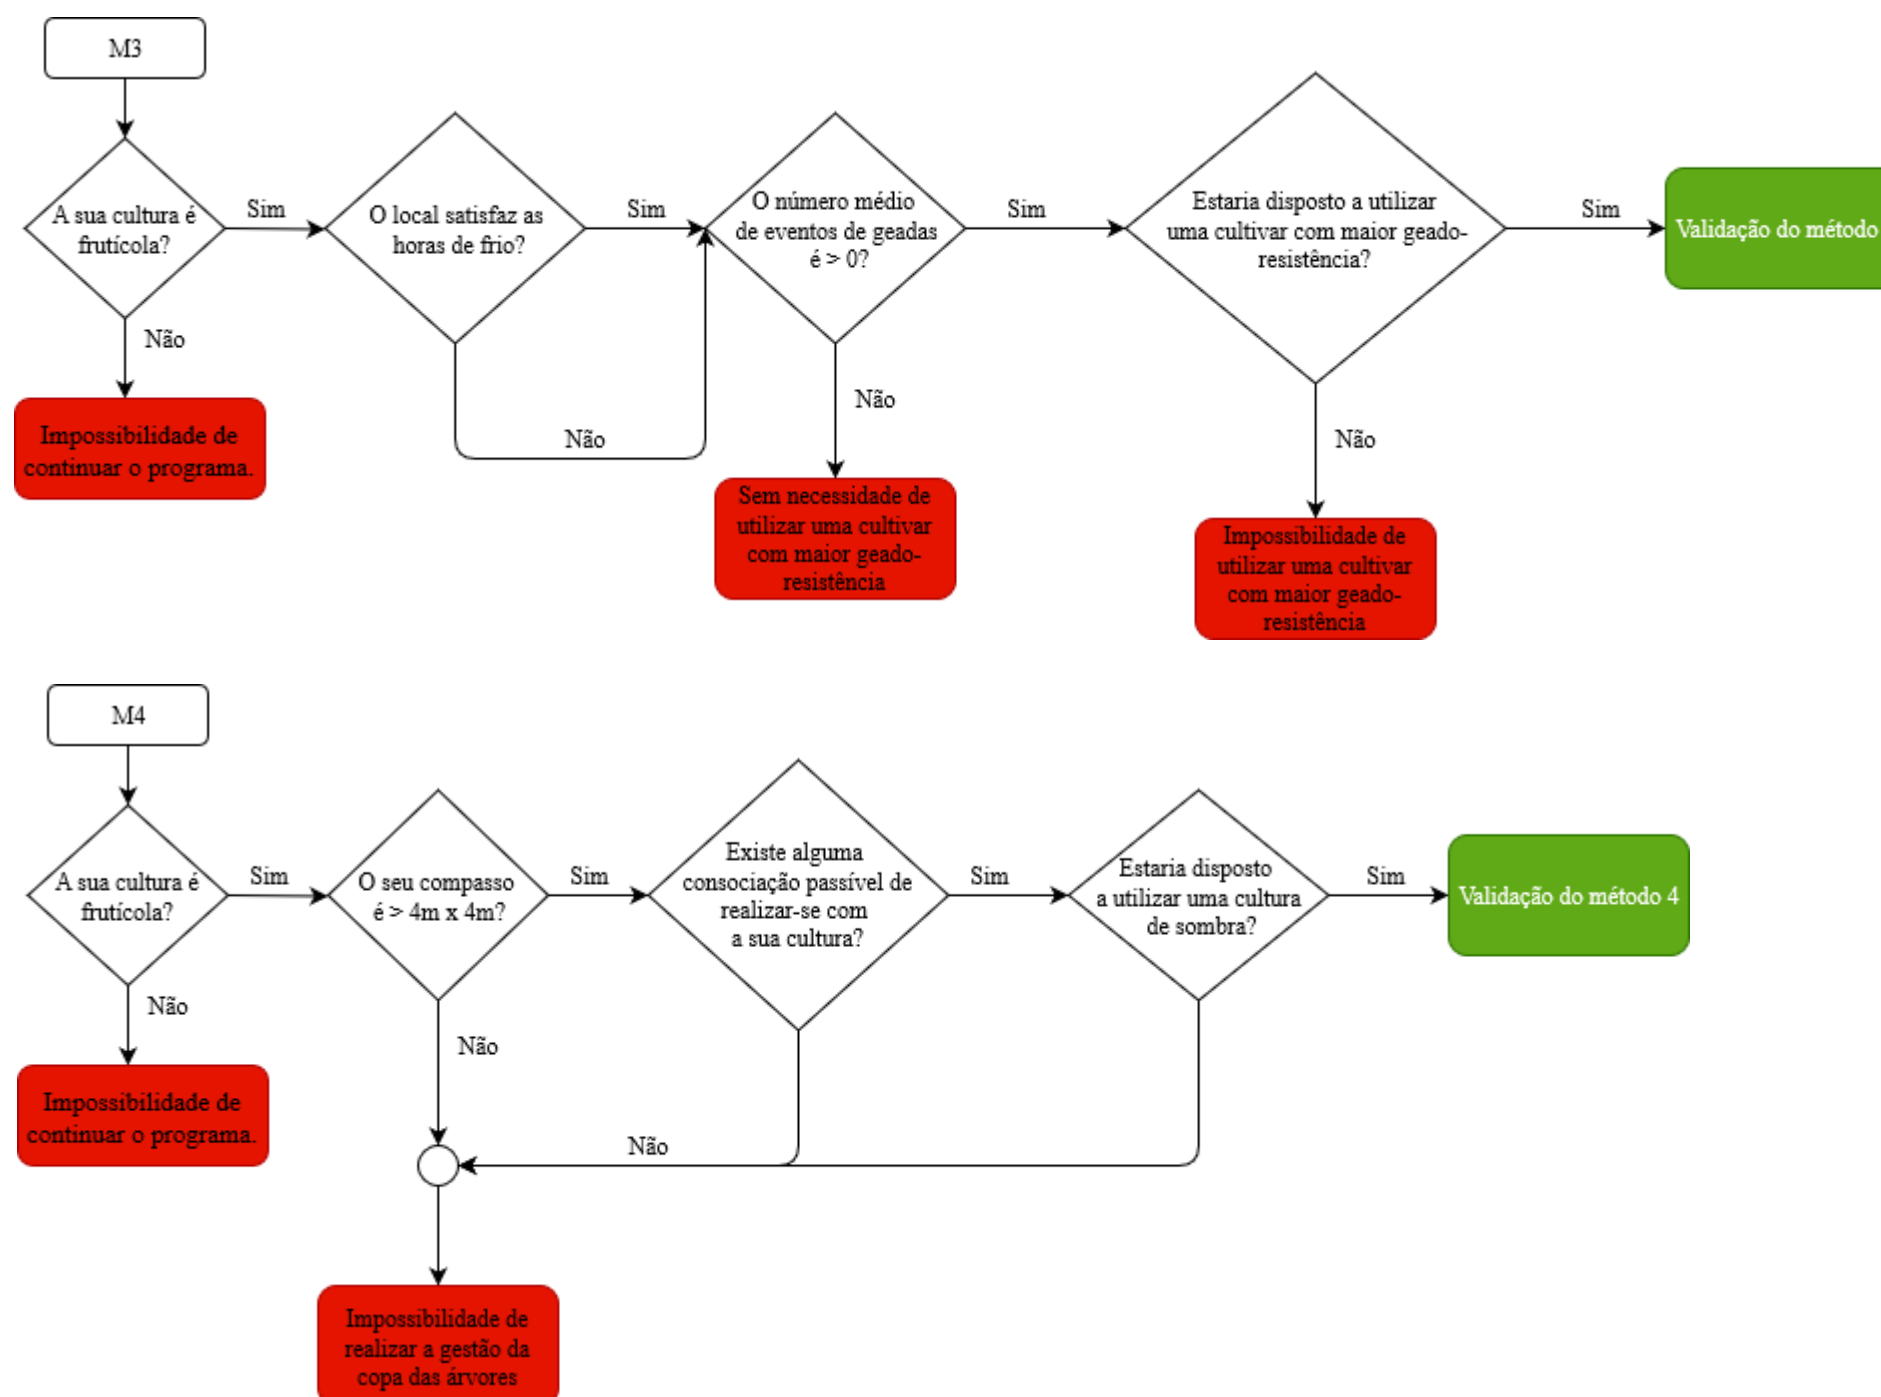 M3
A sua cultura é
frutícola?
Sim
O local satisfaz as
horas de frio?
Sim
O número médio
de eventos de geadas
é > 0?
Sim
Estaria disposto a utilizar
uma cultivar com maior geado-
resistência?
Sim
Validação do método
Não
Impossibilidade de
continuar o programa.
Não
Não
Sem necessidade de
utilizar uma cultivar
com maior geado-
resistência
Não
Impossibilidade de
utilizar uma cultivar
com maior geado-
resistência
M4
A sua cultura é
frutícola?
Sim
O seu compasso
é > 4m x 4m?
Sim
Existe alguma
consociação passível de
realizar-se com
a sua cultura?
Sim
Estaria disposto
a utilizar uma cultura
de sombra?
Sim
Validação do método 4
Não
Impossibilidade de
continuar o programa.
Não
Não
Impossibilidade de
realizar a gestão da
copa das árvores